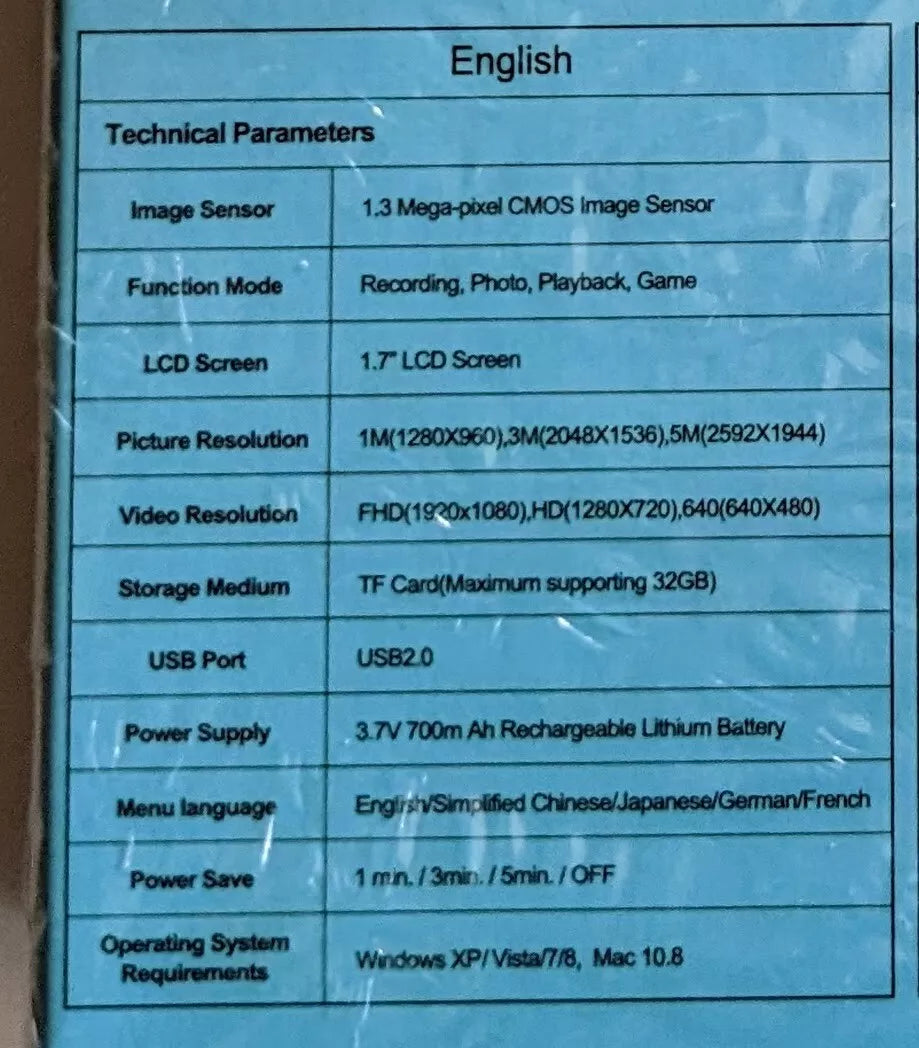 English
Technical Parameters
Image Sensor 1.3 Mega-pixel CMOS Image Sensor
Function Mode Recording, Photo, Playback, Game
LCD Screen 1.7" LCD Screen
Picture Resolution 1M(1280X960),3M(2048X1536),5M(2592X1944)
Video Resolution FHD(1920x1080),HD(1280X720),640(640X480)
Storage Medium TF Card(Maximum supporting 32GB)
USB Port USB2.0
Power Supply 3.7V 700m Ah Rechargeable Lithium Battery
Menu language English/Simplified Chinese/Japanese/German/French
Power Save 1 min. / 3min. / 5min. / OFF
Operating System
Requirements Windows XP/ Vista/7/8, Mac 10.8